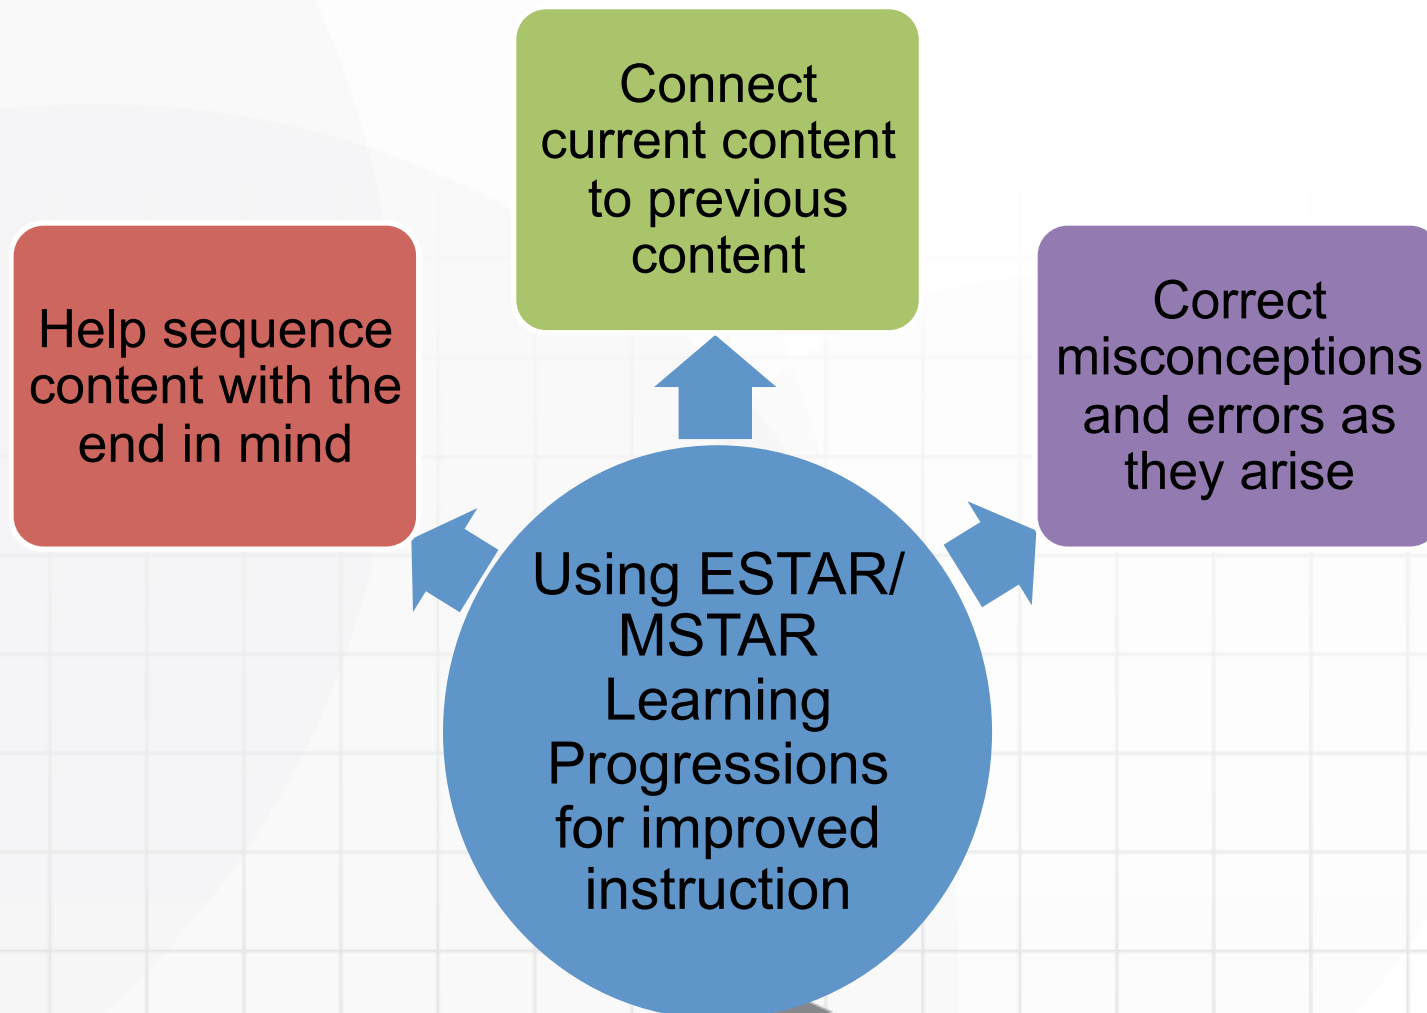 Connect
current content
to previous
content
Help sequence
content with the
end in mind
Correct
misconceptions
and errors as
they arise
Using ESTAR/
MSTAR
Learning
Progressions
for improved
instruction